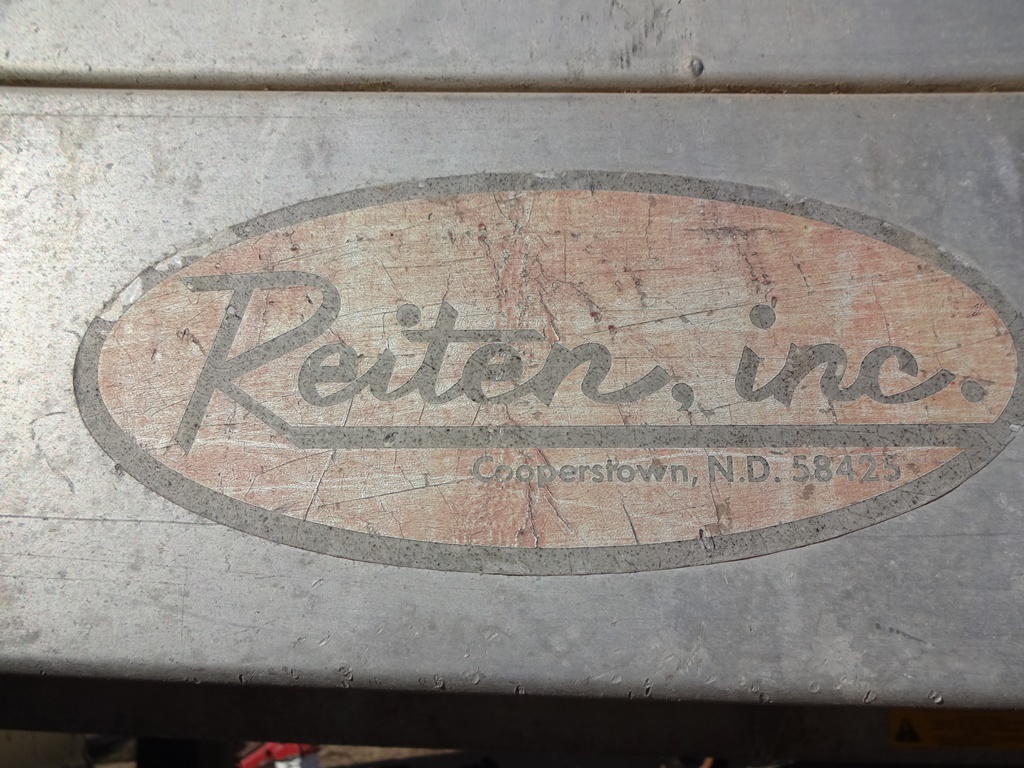 Reiten, inc.
Cooperstown, N.D. 58425